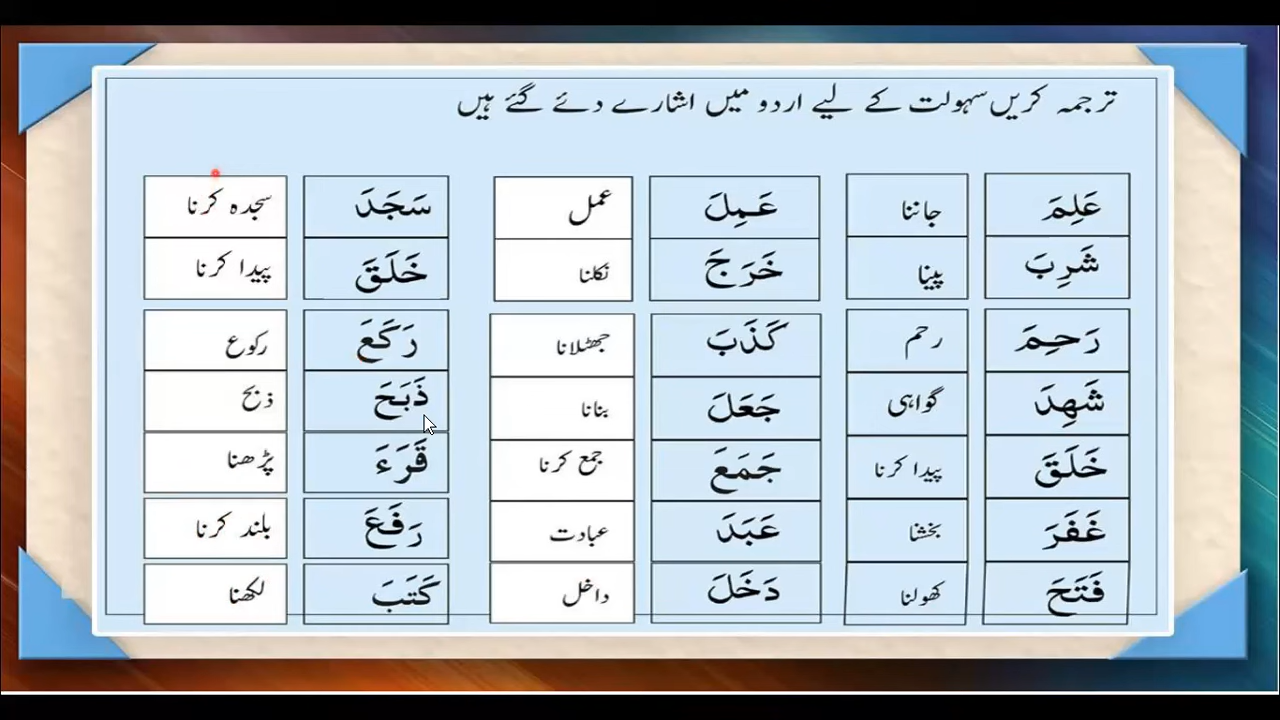 ترجمہ کریں سہولت کے لیے اردو میں اشارے دئے گئے ہیں
عَلِمَ جاننا عَمِلَ عمل سَجَدَ سجدہ کرنا
شَرِبَ پینا خَرَجَ نکلنا خَلَقَ پیدا کرنا
رَحِمَ رحم كَذَبَ جھٹلانا رَكَعَ رکوع
شَهِدَ گواہی جَعَلَ بنانا ذَبَحَ ذبح
خَلَقَ پیدا کرنا جَمَعَ جمع کرنا قَرَءَ پڑھنا
غَفَرَ بخشنا عَبَدَ عبادت رَفَعَ بلند کرنا
فَتَحَ کھولنا دَخَلَ داخل كَتَبَ لکھنا